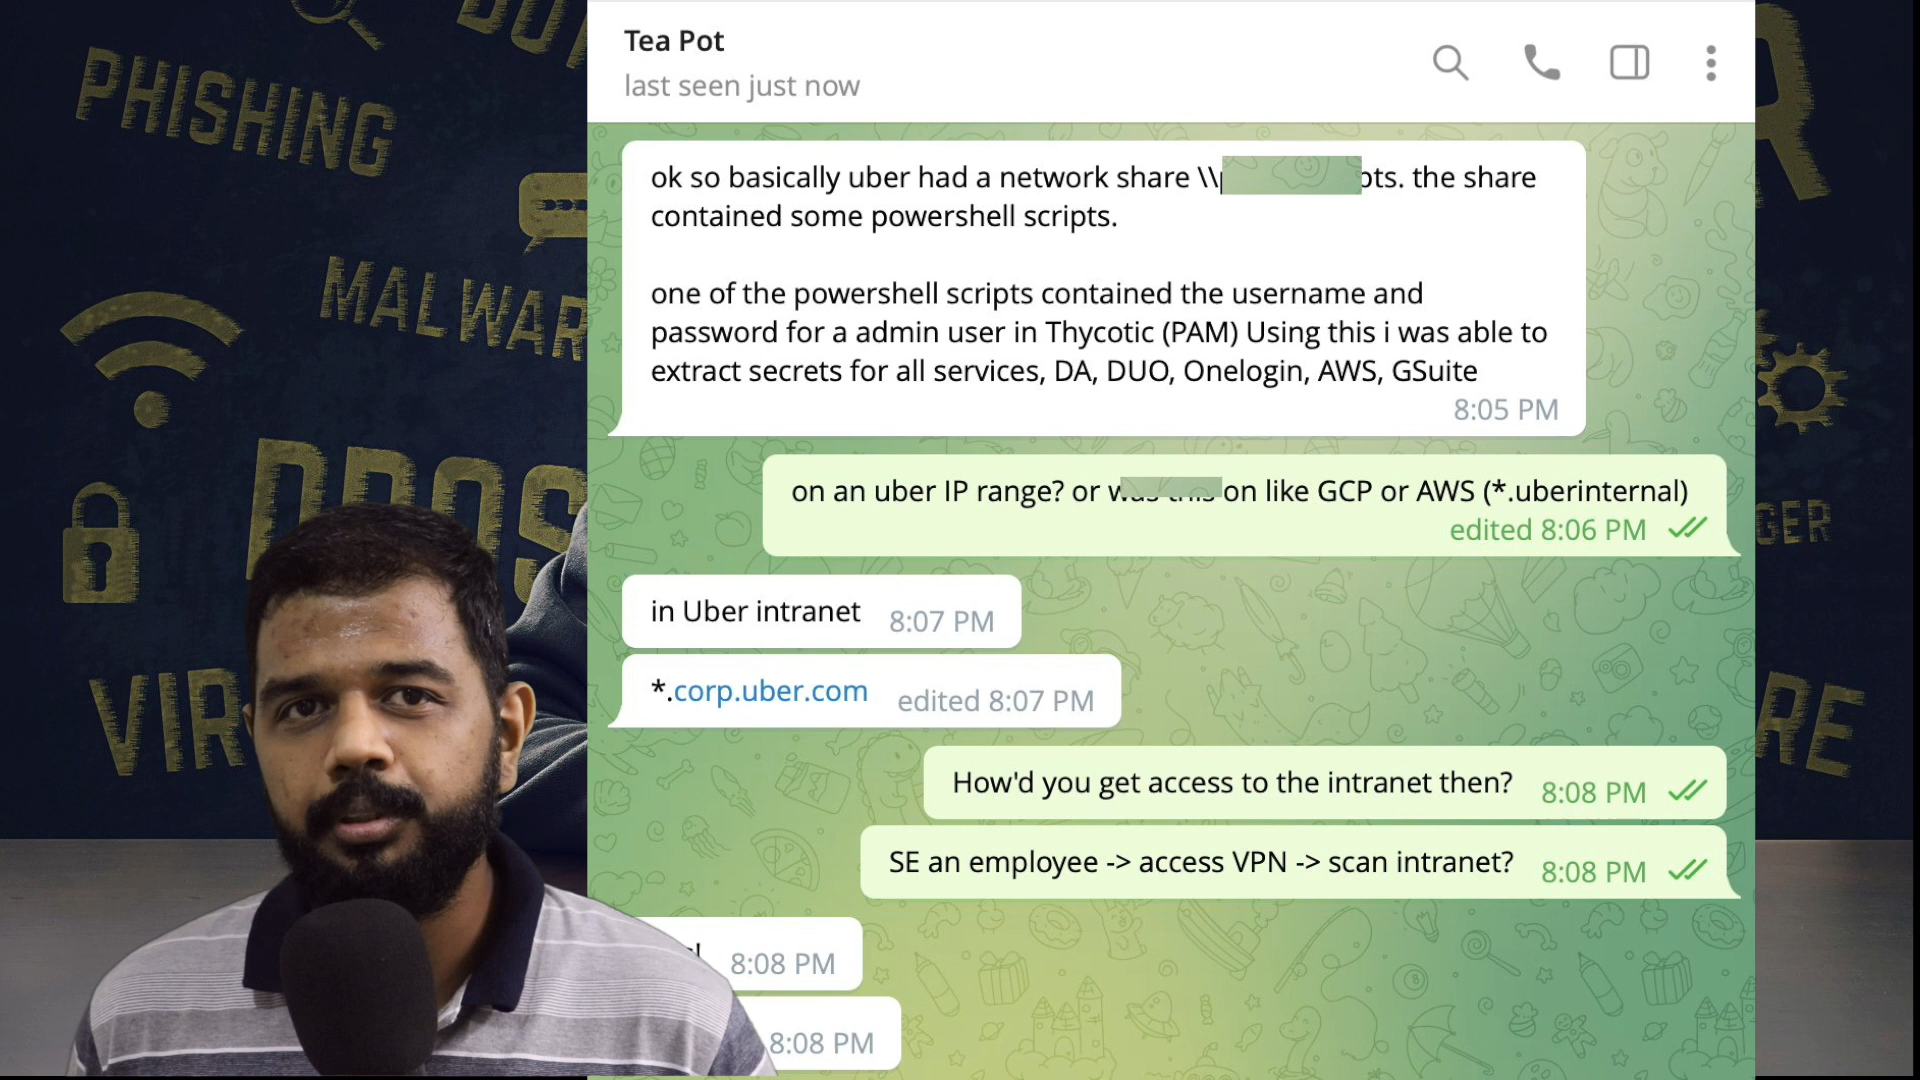 PHISHING
MALWAR
VIR
GER
RE
Tea Pot
last seen just now
ok so basically uber had a network share \\ pts. the share
contained some powershell scripts.
one of the powershell scripts contained the username and
password for a admin user in Thycotic (PAM) Using this i was able to
extract secrets for all services, DA, DUO, Onelogin, AWS, GSuite
8:05 PM
on an uber IP range? or was this on like GCP or AWS (*.uberinternal)
edited 8:06 PM
in Uber intranet 8:07 PM
*.corp.uber.com edited 8:07 PM
How'd you get access to the intranet then? 8:08 PM
SE an employee -> access VPN -> scan intranet? 8:08 PM
8:08 PM
8:08 PM